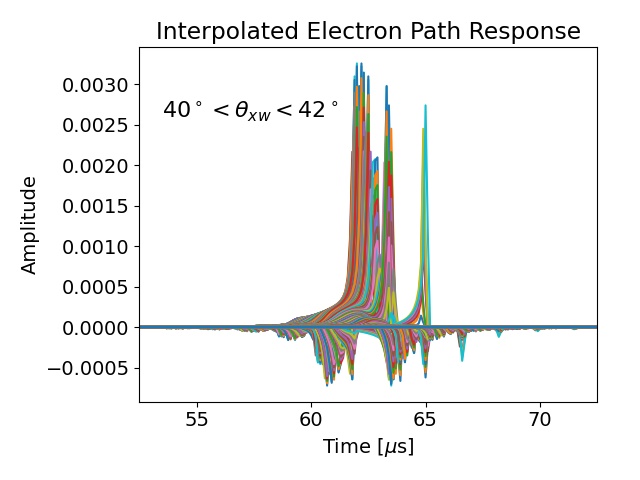 Interpolated Electron Path Response
40° < θxw < 42°
Amplitude
0.0030
0.0025
0.0020
0.0015
0.0010
0.0005
0.0000
−0.0005
55 60 65 70
Time [μs]